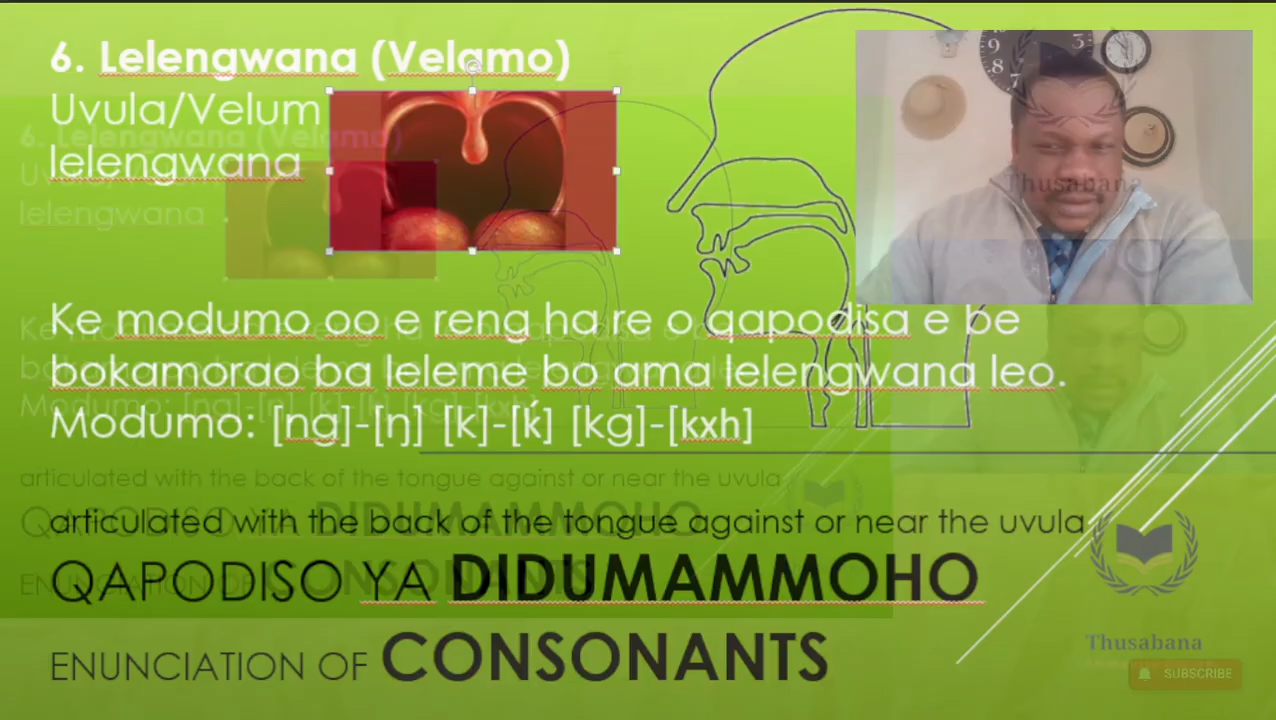 6. Lelengwana (Velamo)
Uvula/Velum
lelengwana
Ke modumo oo e reng ha re o qapodisa e be
bokamorao ba leleme bo ama lelengwana leo.
Modumo: [ng]-[ŋ] [k]-[ḱ] [kg]-[kxh]
articulated with the back of the tongue against or near the uvula
QAPODISO YA DIDUMAMMOHO
ENUNCIATION OF CONSONANTS
Thusabana
Thusabana
SUBSCRIBE